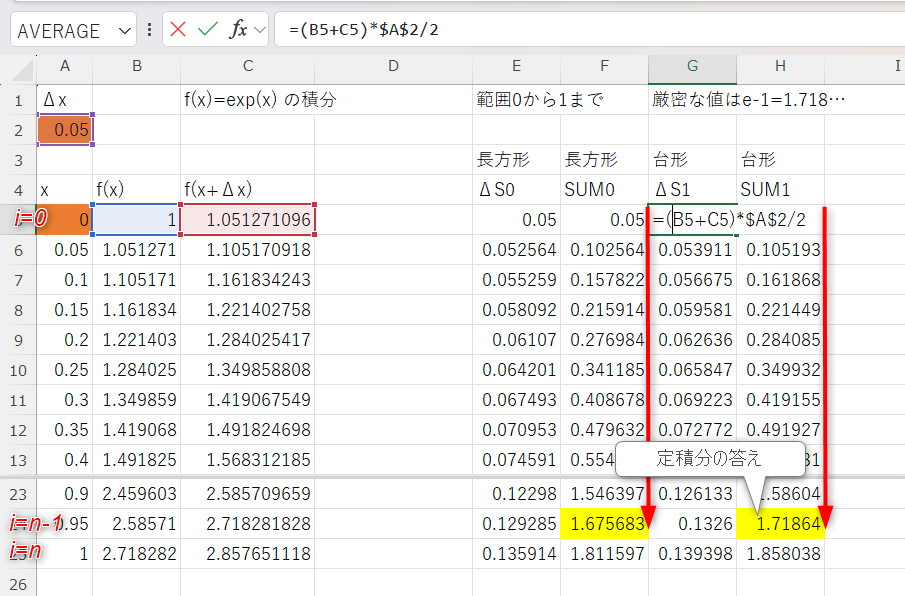 AVERAGE fx =(B5+C5)*$A$2/2
A B C D E F G H I
1 Δx f(x)=exp(x) の積分 範囲0から1まで 厳密な値はe-1=1.718…
2 0.05
3 長方形 長方形 台形 台形
4 x f(x) f(x+Δx) ΔS0 SUM0 ΔS1 SUM1
i=0 0 1 1.051271096 0.05 0.05 =(B5+C5)*$A$2/2
6 0.05 1.051271 1.105170918 0.052564 0.102564 0.053911 0.105193
7 0.1 1.105171 1.161834243 0.055259 0.157822 0.056675 0.161868
8 0.15 1.161834 1.221402758 0.058092 0.215914 0.059581 0.221449
9 0.2 1.221403 1.284025417 0.06107 0.276984 0.062636 0.284085
10 0.25 1.284025 1.349858808 0.064201 0.341185 0.065847 0.349932
11 0.3 1.349859 1.419067549 0.067493 0.408678 0.069223 0.419155
12 0.35 1.419068 1.491824698 0.070953 0.479632 0.072772 0.491927
13 0.4 1.491825 1.568312185 0.074591 0.554 定積分の答え 31
23 0.9 2.459603 2.585709659 0.12298 1.546397 0.126133 1.58604
i=n-1 0.95 2.58571 2.718281828 0.129285 1.675683 0.1326 1.71864
i=n 1 2.718282 2.857651118 0.135914 1.811597 0.139398 1.858038
26